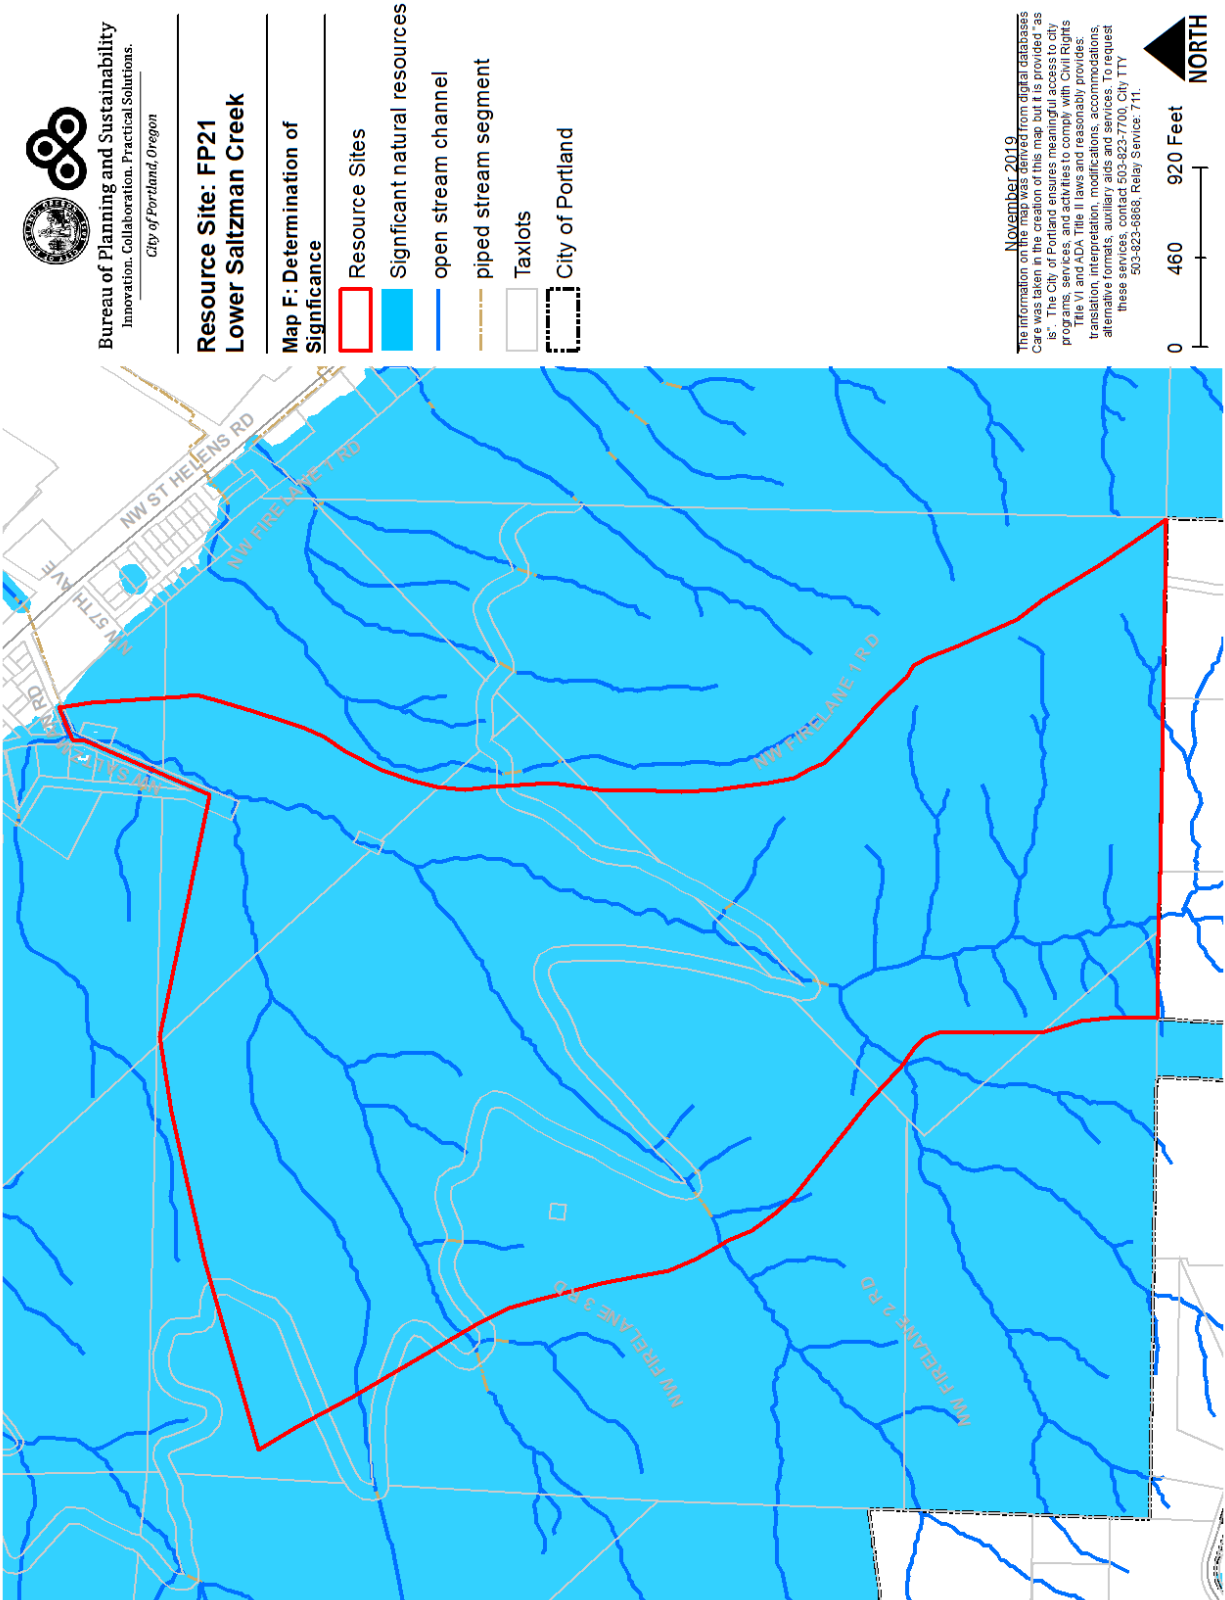 Bureau of Planning and Sustainability
Innovation. Collaboration. Practical Solutions.
City of Portland, Oregon
Resource Site: FP21
Lower Saltzman Creek
Map F: Determination of
Signficance
Resource Sites
Signficant natural resources
open stream channel
piped stream segment
Taxlots
City of Portland
November 2019
The information on the map was derived from digital databases
Care was taken in the creation of this map but it is provided "as
is". The City of Portland ensures meaningful access to city
programs, services, and activities to comply with Civil Rights
Title VI and ADA Title II laws and reasonably provides:
translation, interpretation, modifications, accommodations,
alternative formats, auxiliary aids and services. To request
these services, contact 503-823-7700, City TTY
503-823-6868, Relay Service: 711.
0 460 920 Feet
NORTH
NW ST HELENS RD
NW FIRELANE 1 RD
NW 57TH AVE
NW SALTZMAN RD
NW FIRELANE 1 RD
NW FIRELANE 3 RD
NW FIRELANE 2 RD